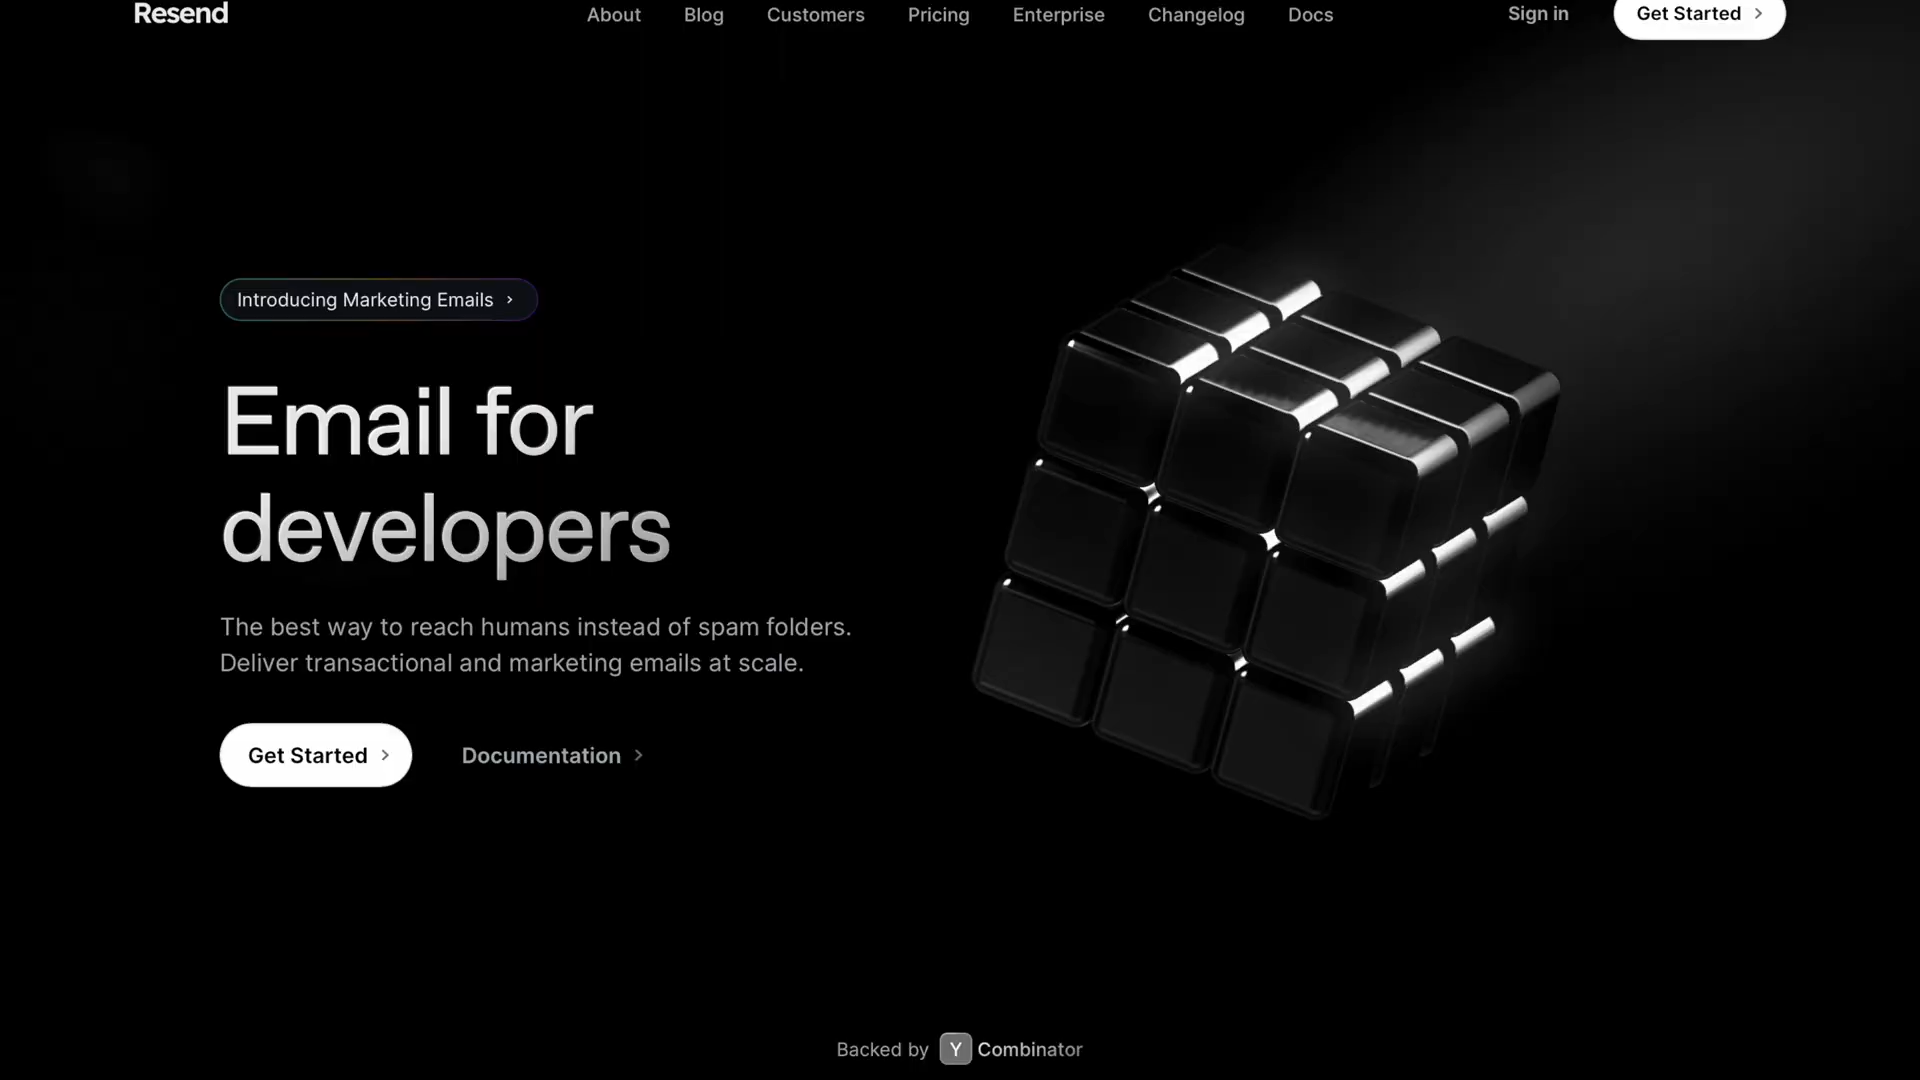 Resend
About
Blog
Customers
Pricing
Enterprise
Changelog
Docs
Sign in
Get Started
Introducing Marketing Emails
Email for
developers
The best way to reach humans instead of spam folders.
Deliver transactional and marketing emails at scale.
Get Started
Documentation
Backed by Y Combinator